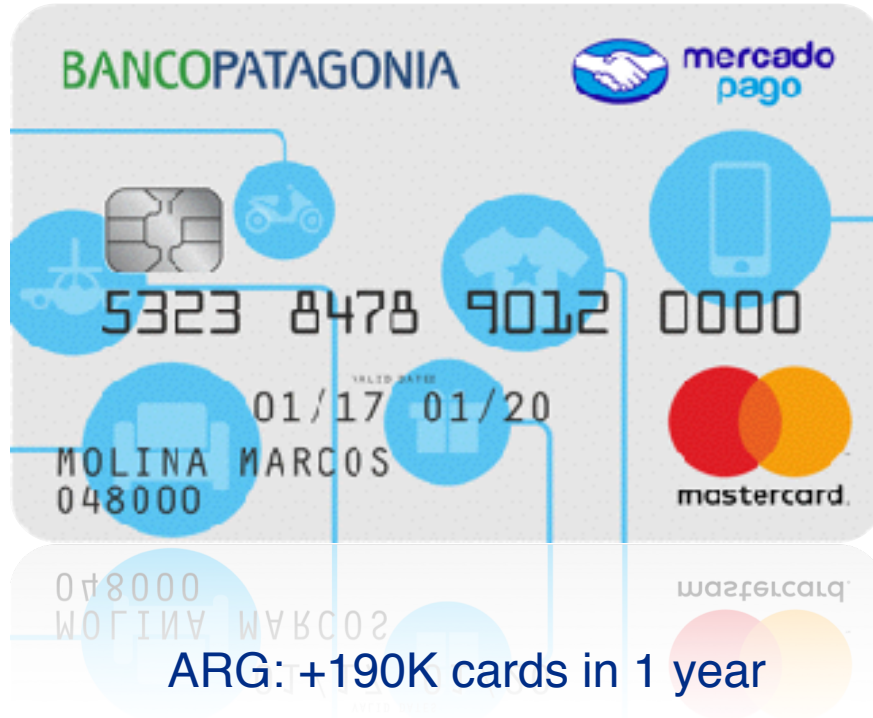 BANCOPATAGONIA
mercado
pago
5323 8478 9012 0000
VALID DATES
01/17 01/20
MOLINA MARCOS
048000
mastercard.
ARG: +190K cards in 1 year